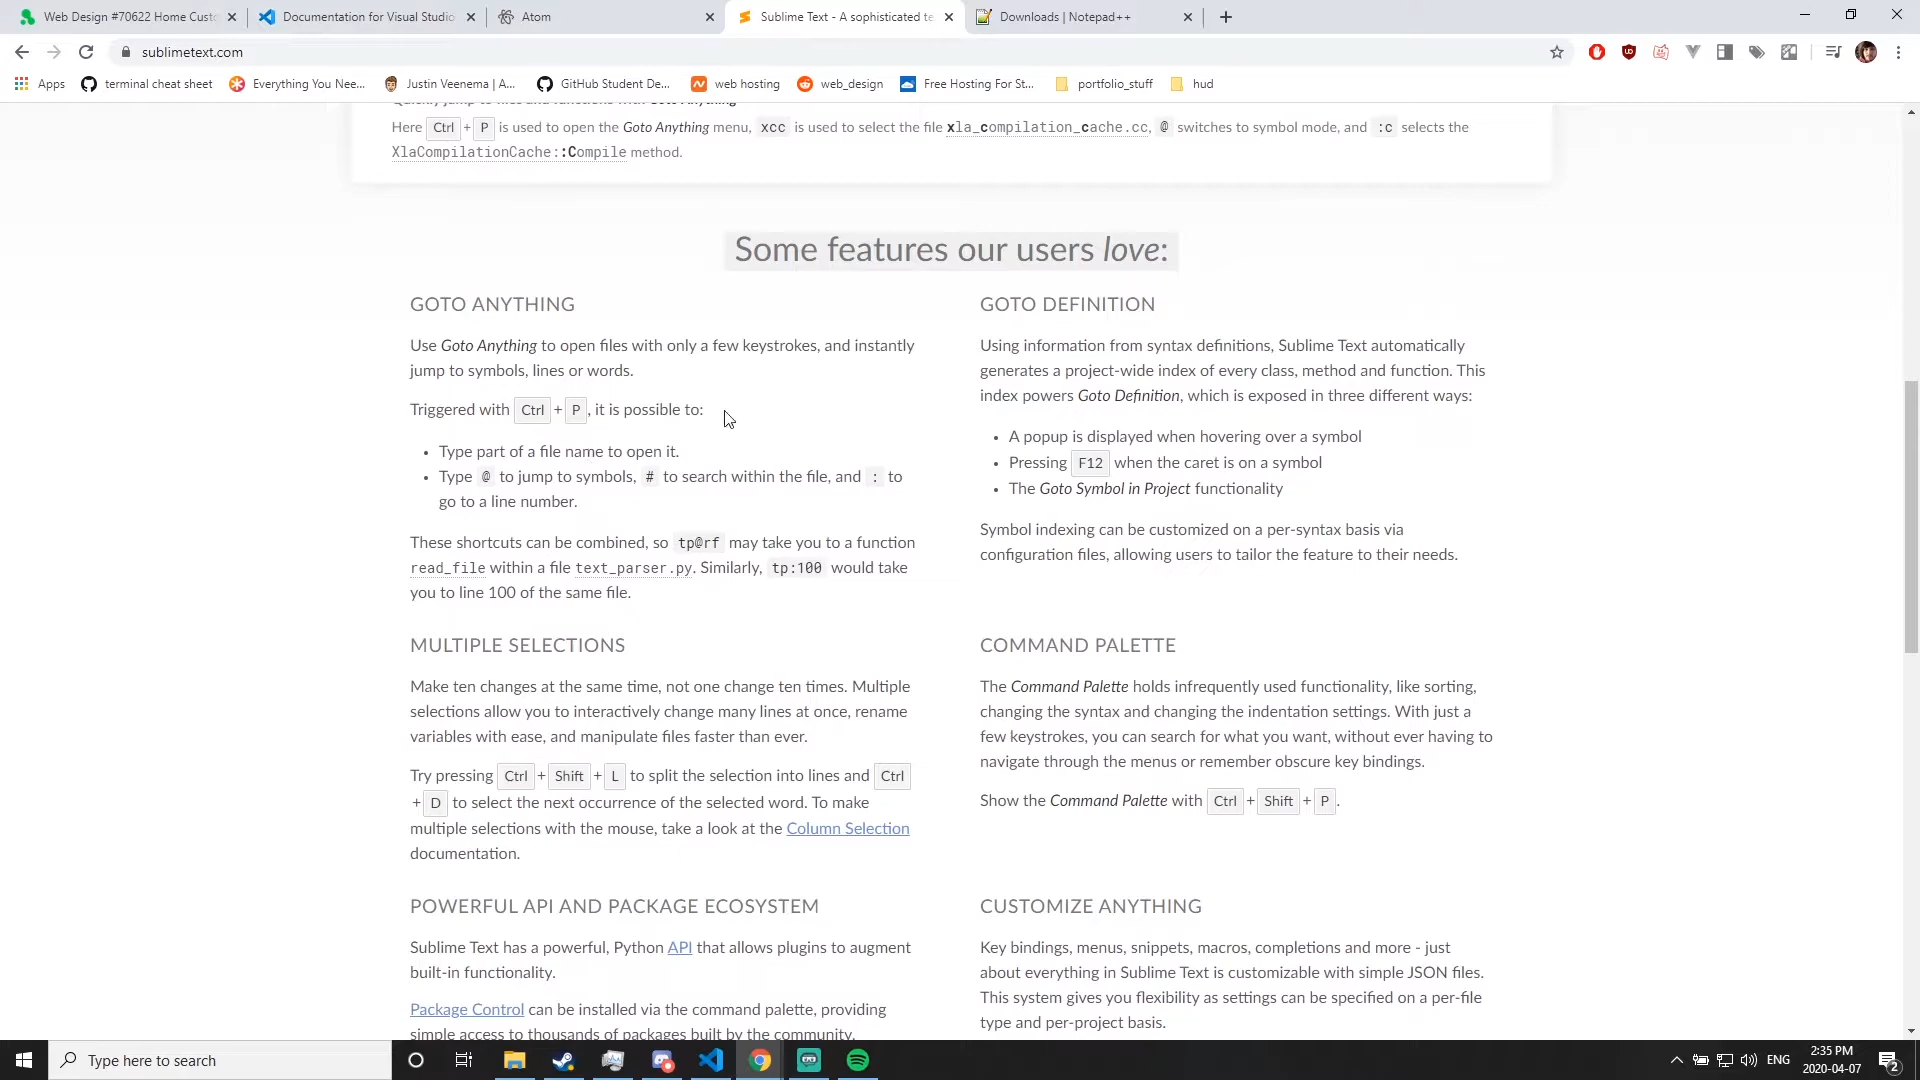 Web Design #70622 Home Custo
Documentation for Visual Studio
Atom
Sublime Text - A sophisticated te
Downloads | Notepad++
sublimetext.com
Apps
terminal cheat sheet
Everything You Nee...
Justin Veenema | A...
GitHub Student De...
web hosting
web_design
Free Hosting For St...
portfolio_stuff
hud
Quickly jump to files and functions with Goto Anything
Here Ctrl + P is used to open the Goto Anything menu, xcc is used to select the file xla_compilation_cache.cc, @ switches to symbol mode, and :c selects the
XlaCompilationCache::Compile method.
Some features our users love:
GOTO ANYTHING
Use Goto Anything to open files with only a few keystrokes, and instantly
jump to symbols, lines or words.
Triggered with Ctrl + P, it is possible to:
• Type part of a file name to open it.
• Type @ to jump to symbols, # to search within the file, and : to
go to a line number.
These shortcuts can be combined, so tp@rf may take you to a function
read_file within a file text_parser.py. Similarly, tp:100 would take
you to line 100 of the same file.
GOTO DEFINITION
Using information from syntax definitions, Sublime Text automatically
generates a project-wide index of every class, method and function. This
index powers Goto Definition, which is exposed in three different ways:
• A popup is displayed when hovering over a symbol
• Pressing F12 when the caret is on a symbol
• The Goto Symbol in Project functionality
Symbol indexing can be customized on a per-syntax basis via
configuration files, allowing users to tailor the feature to their needs.
MULTIPLE SELECTIONS
Make ten changes at the same time, not one change ten times. Multiple
selections allow you to interactively change many lines at once, rename
variables with ease, and manipulate files faster than ever.
Try pressing Ctrl + Shift + L to split the selection into lines and Ctrl
+ D to select the next occurrence of the selected word. To make
multiple selections with the mouse, take a look at the Column Selection
documentation.
COMMAND PALETTE
The Command Palette holds infrequently used functionality, like sorting,
changing the syntax and changing the indentation settings. With just a
few keystrokes, you can search for what you want, without ever having to
navigate through the menus or remember obscure key bindings.
Show the Command Palette with Ctrl + Shift + P.
POWERFUL API AND PACKAGE ECOSYSTEM
Sublime Text has a powerful, Python API that allows plugins to augment
built-in functionality.
Package Control can be installed via the command palette, providing
simple access to thousands of packages built by the community.
CUSTOMIZE ANYTHING
Key bindings, menus, snippets, macros, completions and more - just
about everything in Sublime Text is customizable with simple JSON files.
This system gives you flexibility as settings can be specified on a per-file
type and per-project basis.
Type here to search
ENG
2:35 PM
2020-04-07
2